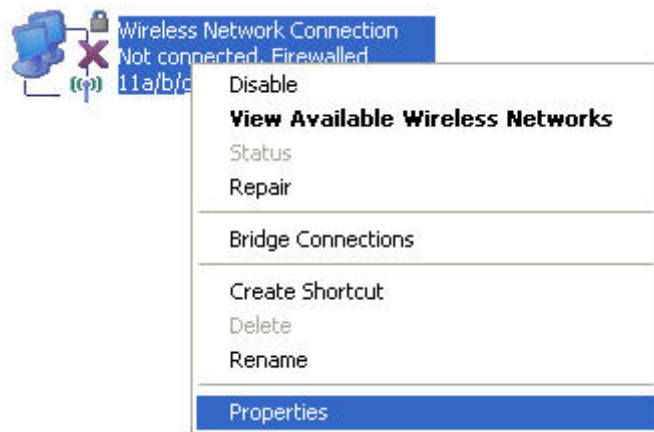 Wireless Network Connection
Not connected, Firewalled
11a/b/g
Disable
View Available Wireless Networks
Status
Repair
Bridge Connections
Create Shortcut
Delete
Rename
Properties